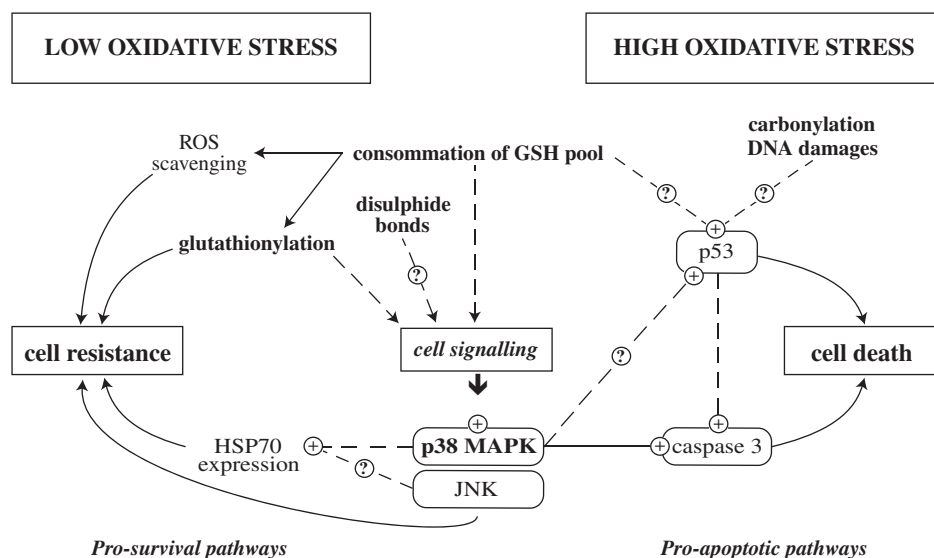 LOW OXIDATIVE STRESS
HIGH OXIDATIVE STRESS
ROS
scavenging
consommation of GSH pool
carbonylation
DNA damages
disulphide
bonds
glutathionylation
?
?
?
+
p53
+
cell resistance
cell signalling
?
cell death
HSP70
expression
+
?
+
p38 MAPK
JNK
+
+
caspase 3
Pro-survival pathways
Pro-apoptotic pathways